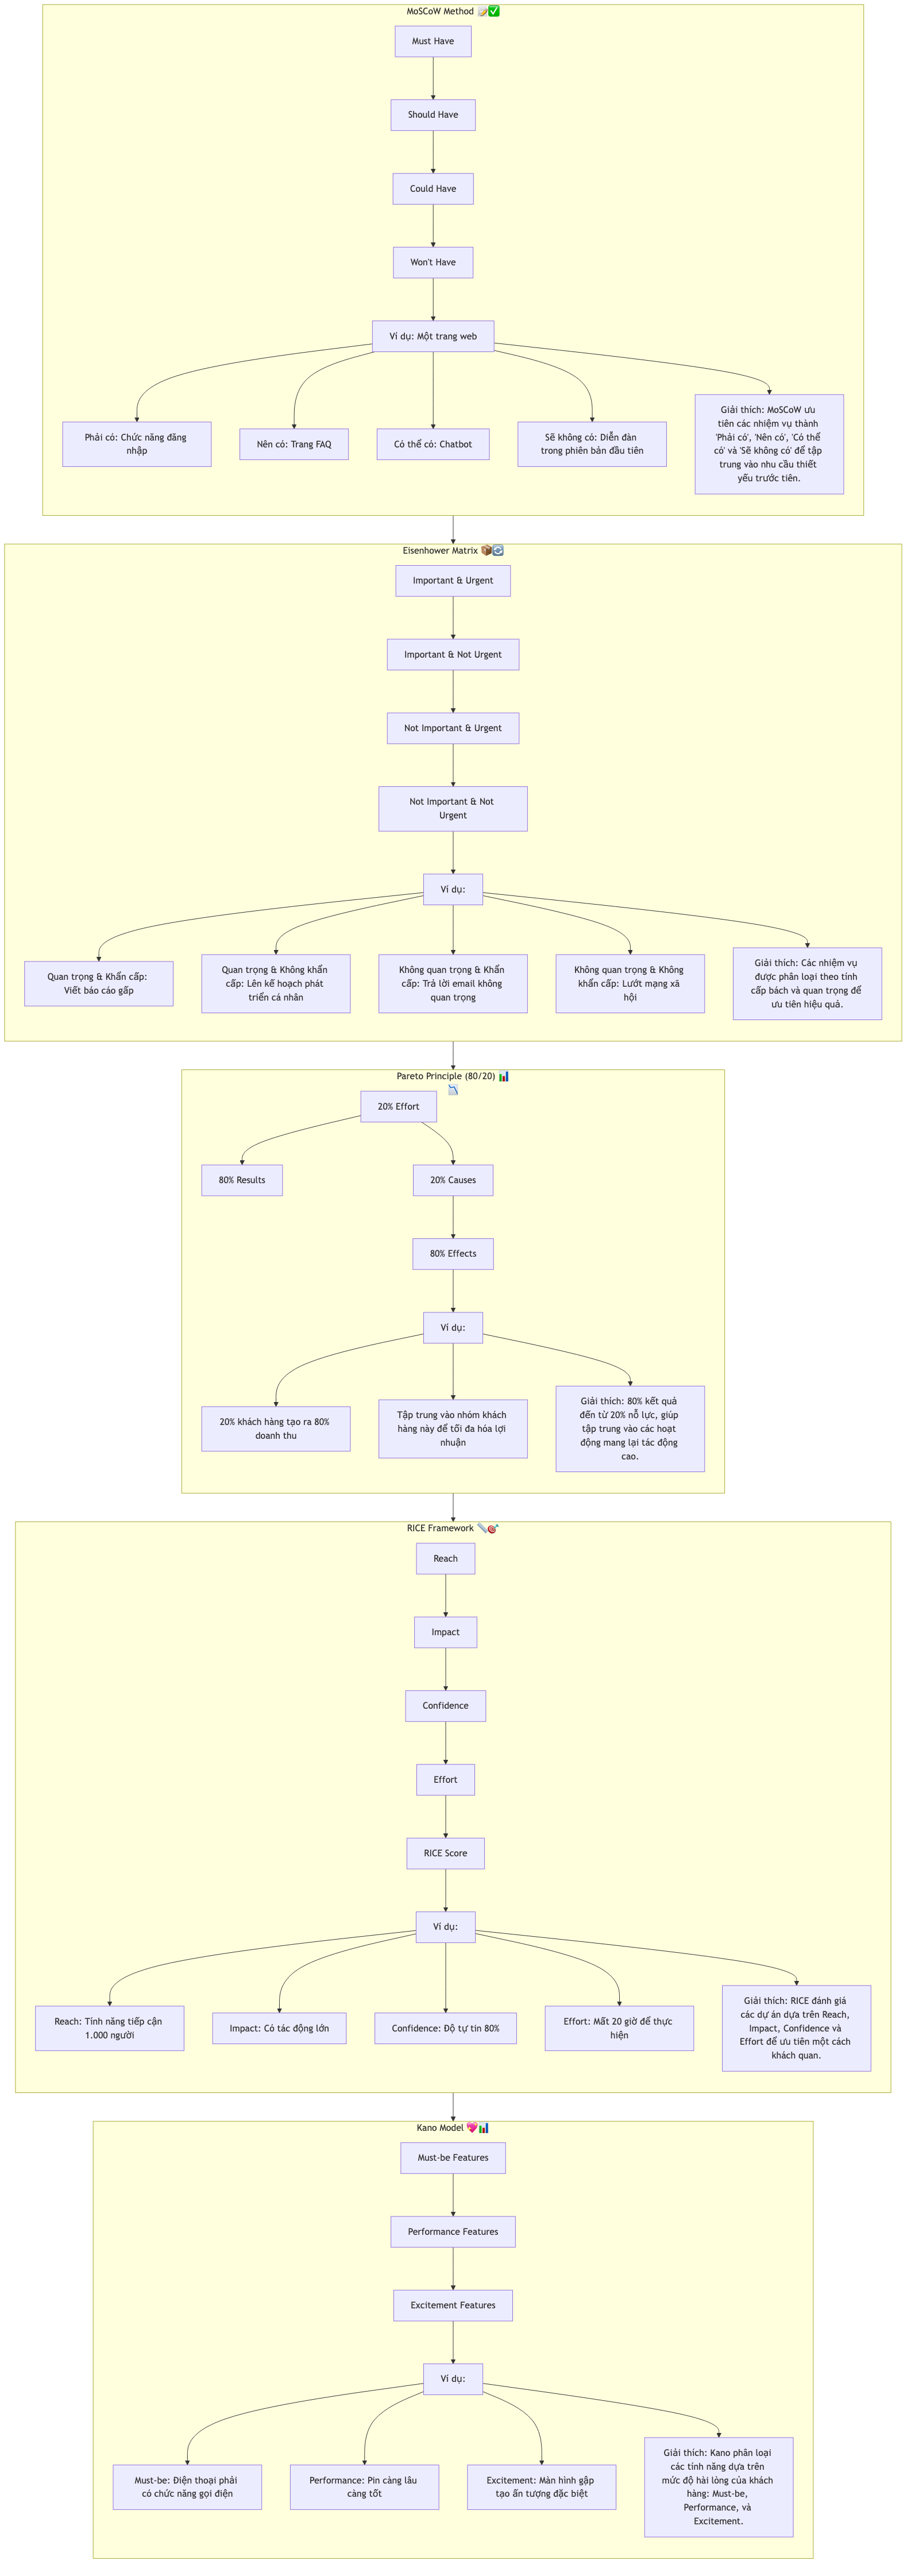 MoSCoW Method 📝✅
Must Have
Should Have
Could Have
Won't Have
Ví dụ: Một trang web
Phải có: Chức năng đăng
nhập
Nên có: Trang FAQ
Có thể có: Chatbot
Sẽ không có: Diễn đàn
trong phiên bản đầu tiên
Giải thích: MoSCoW ưu
tiên các nhiệm vụ thành
'Phải có', 'Nên có', 'Có thể
có' và 'Sẽ không có' để tập
trung vào nhu cầu thiết
yếu trước tiên.
Eisenhower Matrix 📦🔄
Important & Urgent
Important & Not Urgent
Not Important & Urgent
Not Important & Not
Urgent
Ví dụ:
Quan trọng & Khẩn cấp:
Viết báo cáo gấp
Quan trọng & Không khẩn
cấp: Lên kế hoạch phát
triển cá nhân
Không quan trọng & Khẩn
cấp: Trả lời email không
quan trọng
Không quan trọng & Không
khẩn cấp: Lướt mạng xã
hội
Giải thích: Các nhiệm vụ
được phân loại theo tính
cấp bách và quan trọng để
ưu tiên hiệu quả.
Pareto Principle (80/20) 📊
📉
20% Effort
80% Results
20% Causes
80% Effects
Ví dụ:
20% khách hàng tạo ra 80%
doanh thu
Tập trung vào nhóm khách
hàng này để tối đa hóa lợi
nhuận
Giải thích: 80% kết quả
đến từ 20% nỗ lực, giúp
tập trung vào các hoạt
động mang lại tác động
cao.
RICE Framework 📏🎯
Reach
Impact
Confidence
Effort
RICE Score
Ví dụ:
Reach: Tính năng tiếp cận
1.000 người
Impact: Có tác động lớn
Confidence: Độ tự tin 80%
Effort: Mất 20 giờ để thực
hiện
Giải thích: RICE đánh giá
các dự án dựa trên Reach,
Impact, Confidence và
Effort để ưu tiên một cách
khách quan.
Kano Model 💖📊
Must-be Features
Performance Features
Excitement Features
Ví dụ:
Must-be: Điện thoại phải
có chức năng gọi điện
Performance: Pin càng lâu
càng tốt
Excitement: Màn hình gập
tạo ấn tượng đặc biệt
Giải thích: Kano phân loại
các tính năng dựa trên
mức độ hài lòng của khách
hàng: Must-be,
Performance, và
Excitement.